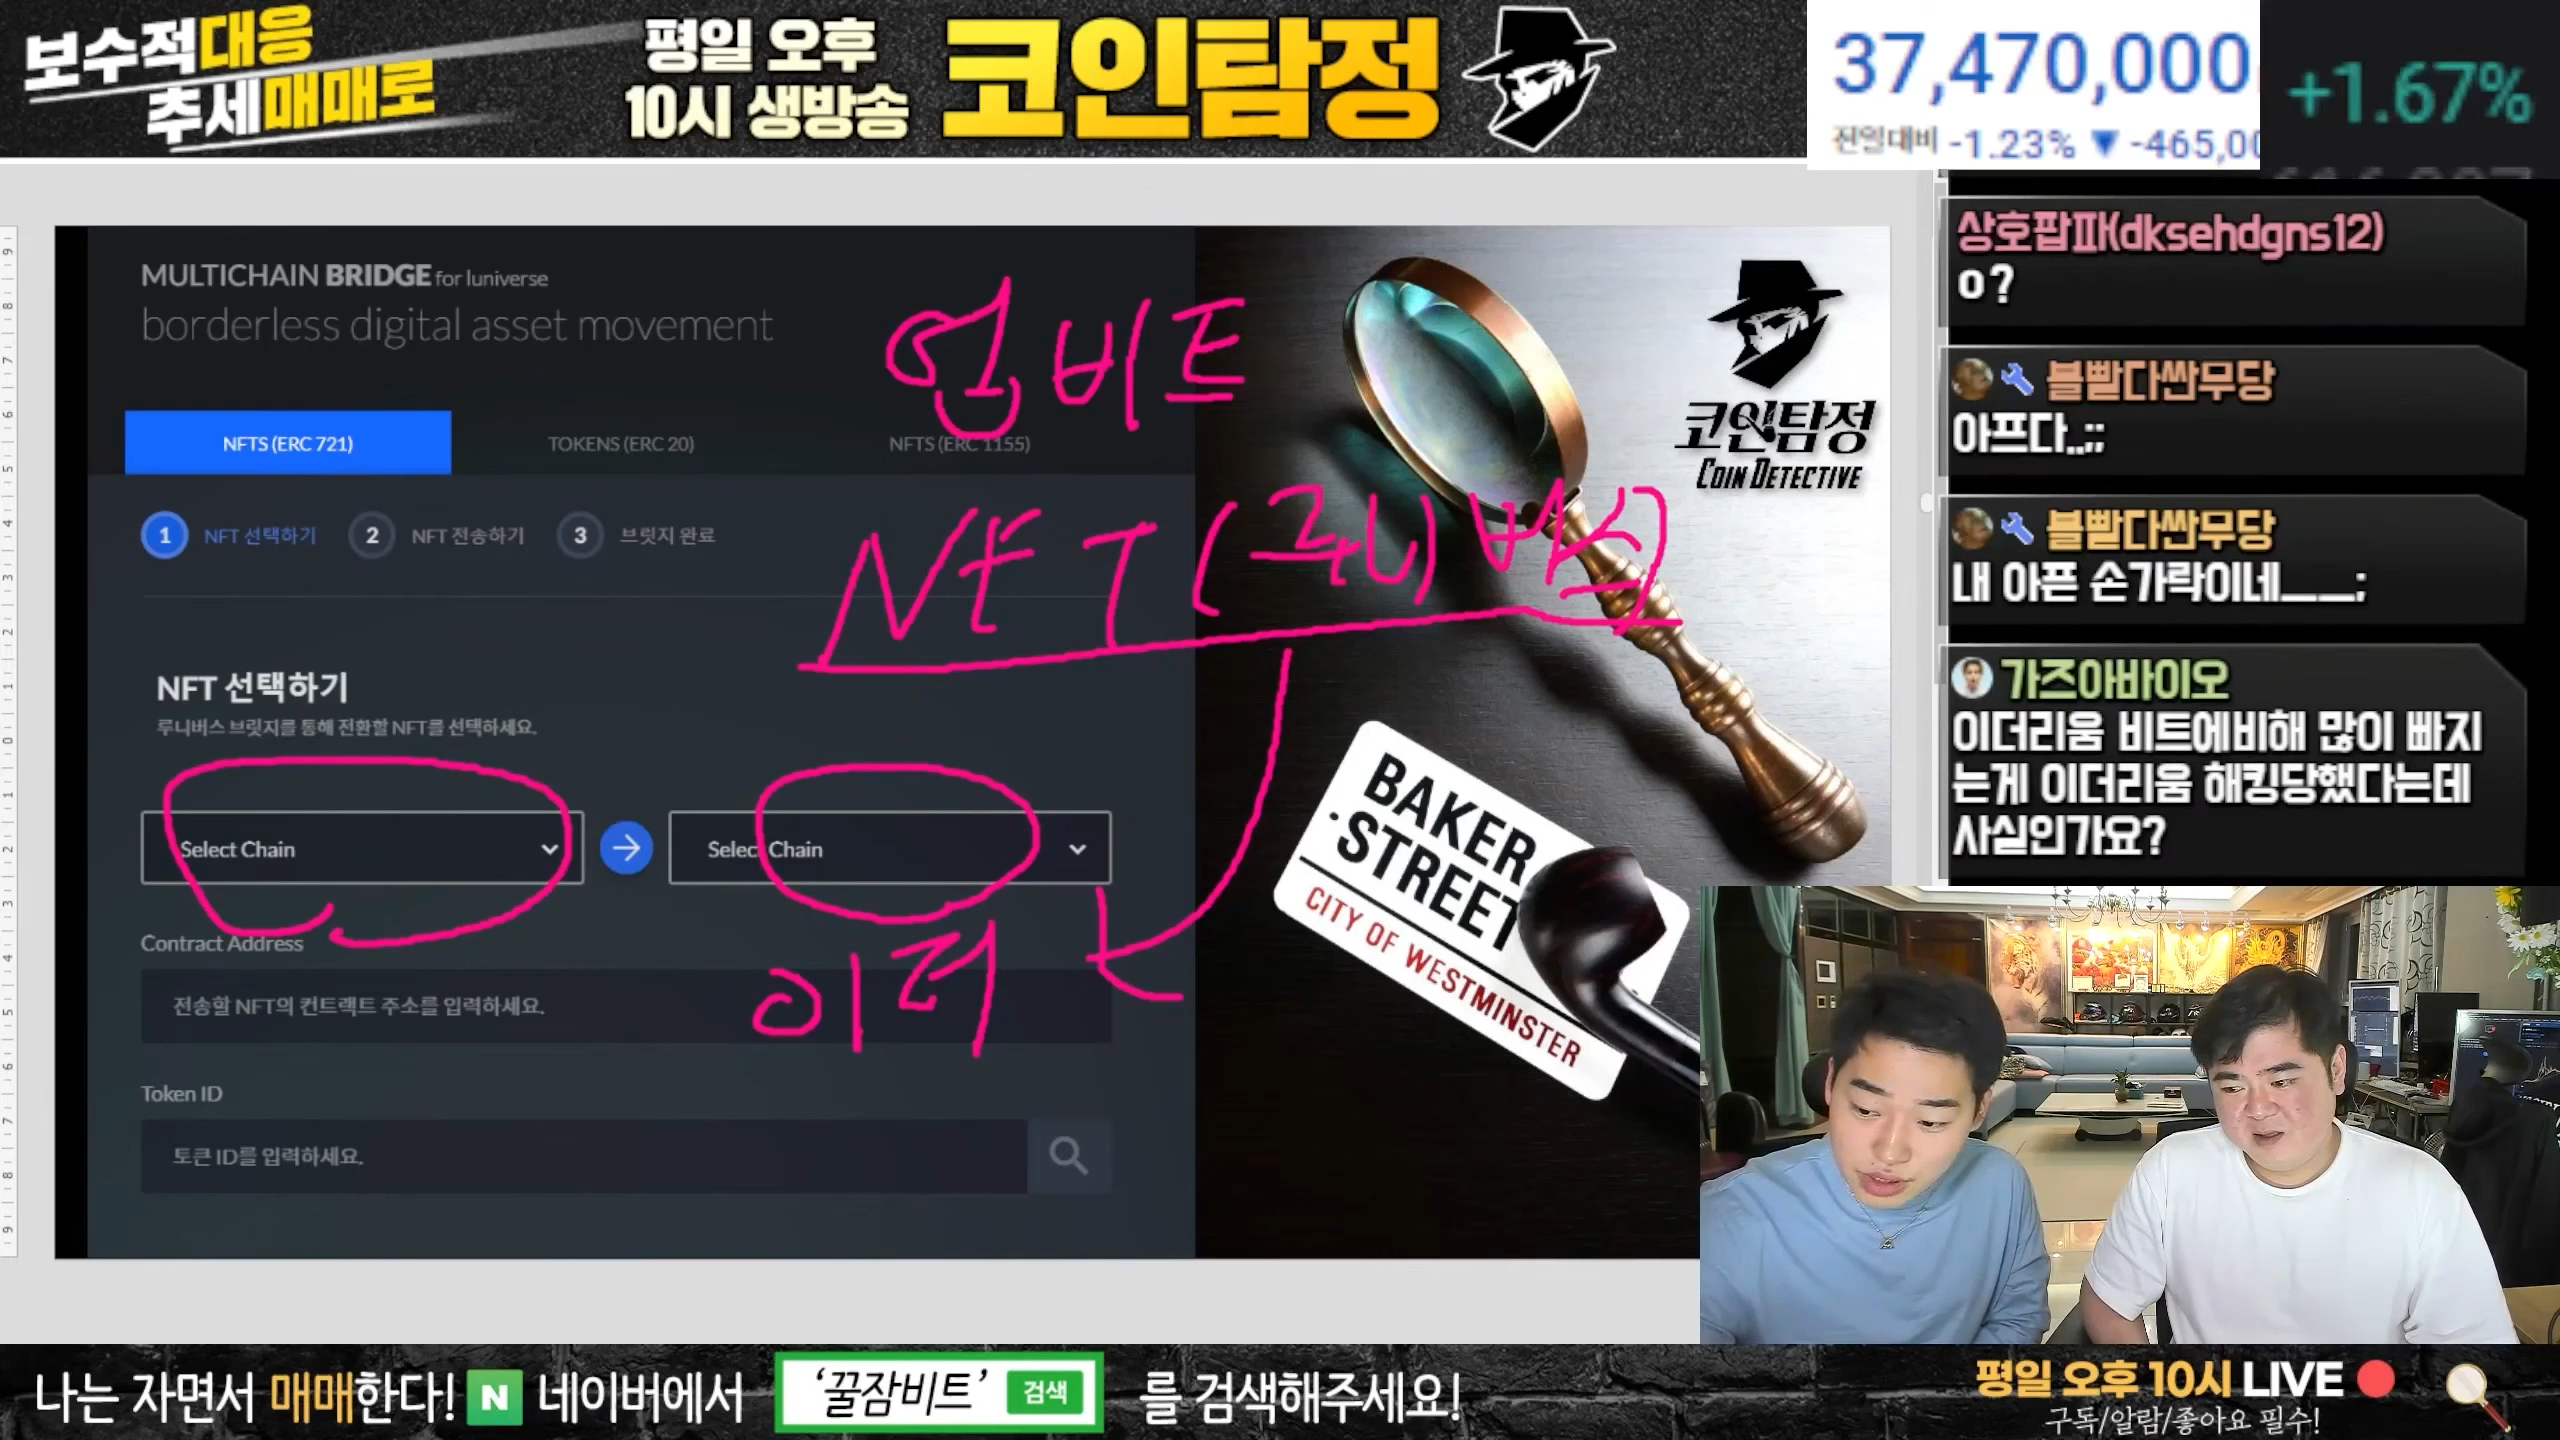 보수적대응
추세매매로
평일 오후
10시 생방송
코인탐정
37,470,000
전일대비 -1.23% ▼ -465,00
+1.67%
MULTICHAIN BRIDGE for luniverse
borderless digital asset movement
NFTS (ERC 721)
TOKENS (ERC 20)
NFTS (ERC 1155)
1 NFT 선택하기 2 NFT 전송하기 3 브릿지 완료
NFT 선택하기
루니버스 브릿지를 통해 전환할 NFT를 선택하세요.
Select Chain
Select Chain
Contract Address
전송할 NFT의 컨트랙트 주소를 입력하세요.
Token ID
토큰 ID를 입력하세요.
업비트
NFT (루니버스)
이더
코인탐정
COIN DETECTIVE
BAKER
STREET
CITY OF WESTMINSTER
상호팝파(dksehdgns12)
ㅇ?
블빨다싼무당
아프다..;;
블빨다싼무당
내 아픈 손가락이네__;
가즈아바이오
이더리움 비트에비해 많이 빠지
는게 이더리움 해킹당했다는데
사실인가요?
나는 자면서 매매한다! N 네이버에서 '꿀잠비트' 검색 를 검색해주세요!
평일 오후 10시 LIVE
구독/알람/좋아요 필수!